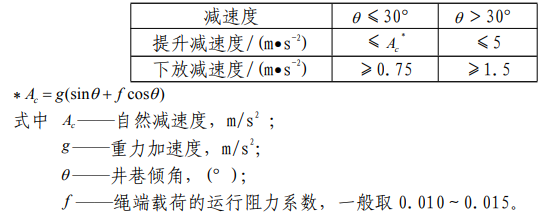 减速度 θ≤30° θ>30°
提升减速度/(m•s⁻²) ≤A꜀* ≤5
下放减速度/(m•s⁻²) ≥0.75 ≥1.5
*A꜀=g(sinθ+f cosθ)
式中 A꜀——自然减速度，m/s²；
g——重力加速度，m/s²；
θ——井巷倾角，(°)；
f——绳端载荷的运行阻力系数，一般取0.010~0.015。